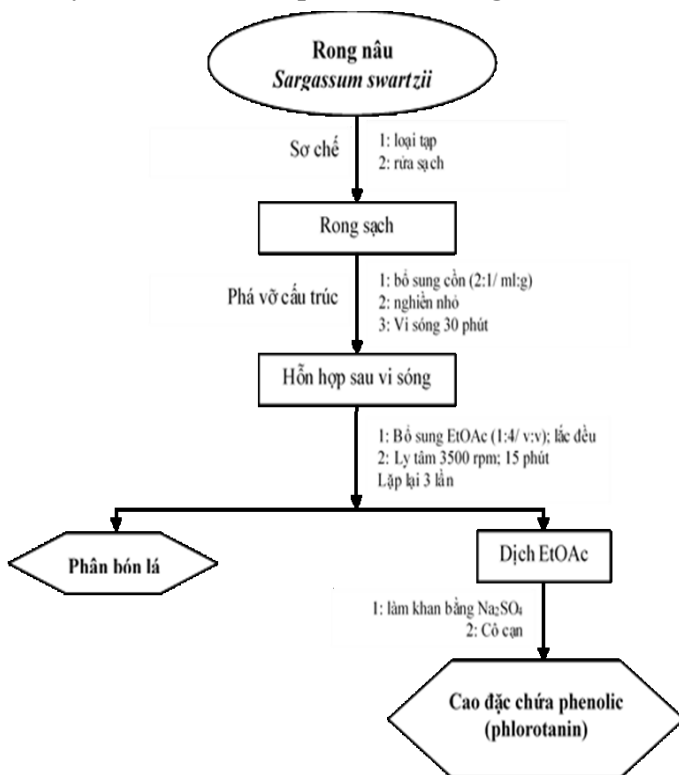 Rong nâu
Sargassum swartzii
Sơ chế
1: loại tạp
2: rửa sạch
Rong sạch
Phá vỡ cấu trúc
1: bổ sung cồn (2:1/ ml:g)
2: nghiền nhỏ
3: Vi sóng 30 phút
Hỗn hợp sau vi sóng
1: Bổ sung EtOAc (1:4/ v:v); lắc đều
2: Ly tâm 3500 rpm; 15 phút
Lặp lại 3 lần
Phân bón lá
Dịch EtOAc
1: làm khan bằng Na₂SO₄
2: Cô cạn
Cao đặc chứa phenolic
(phlorotanin)